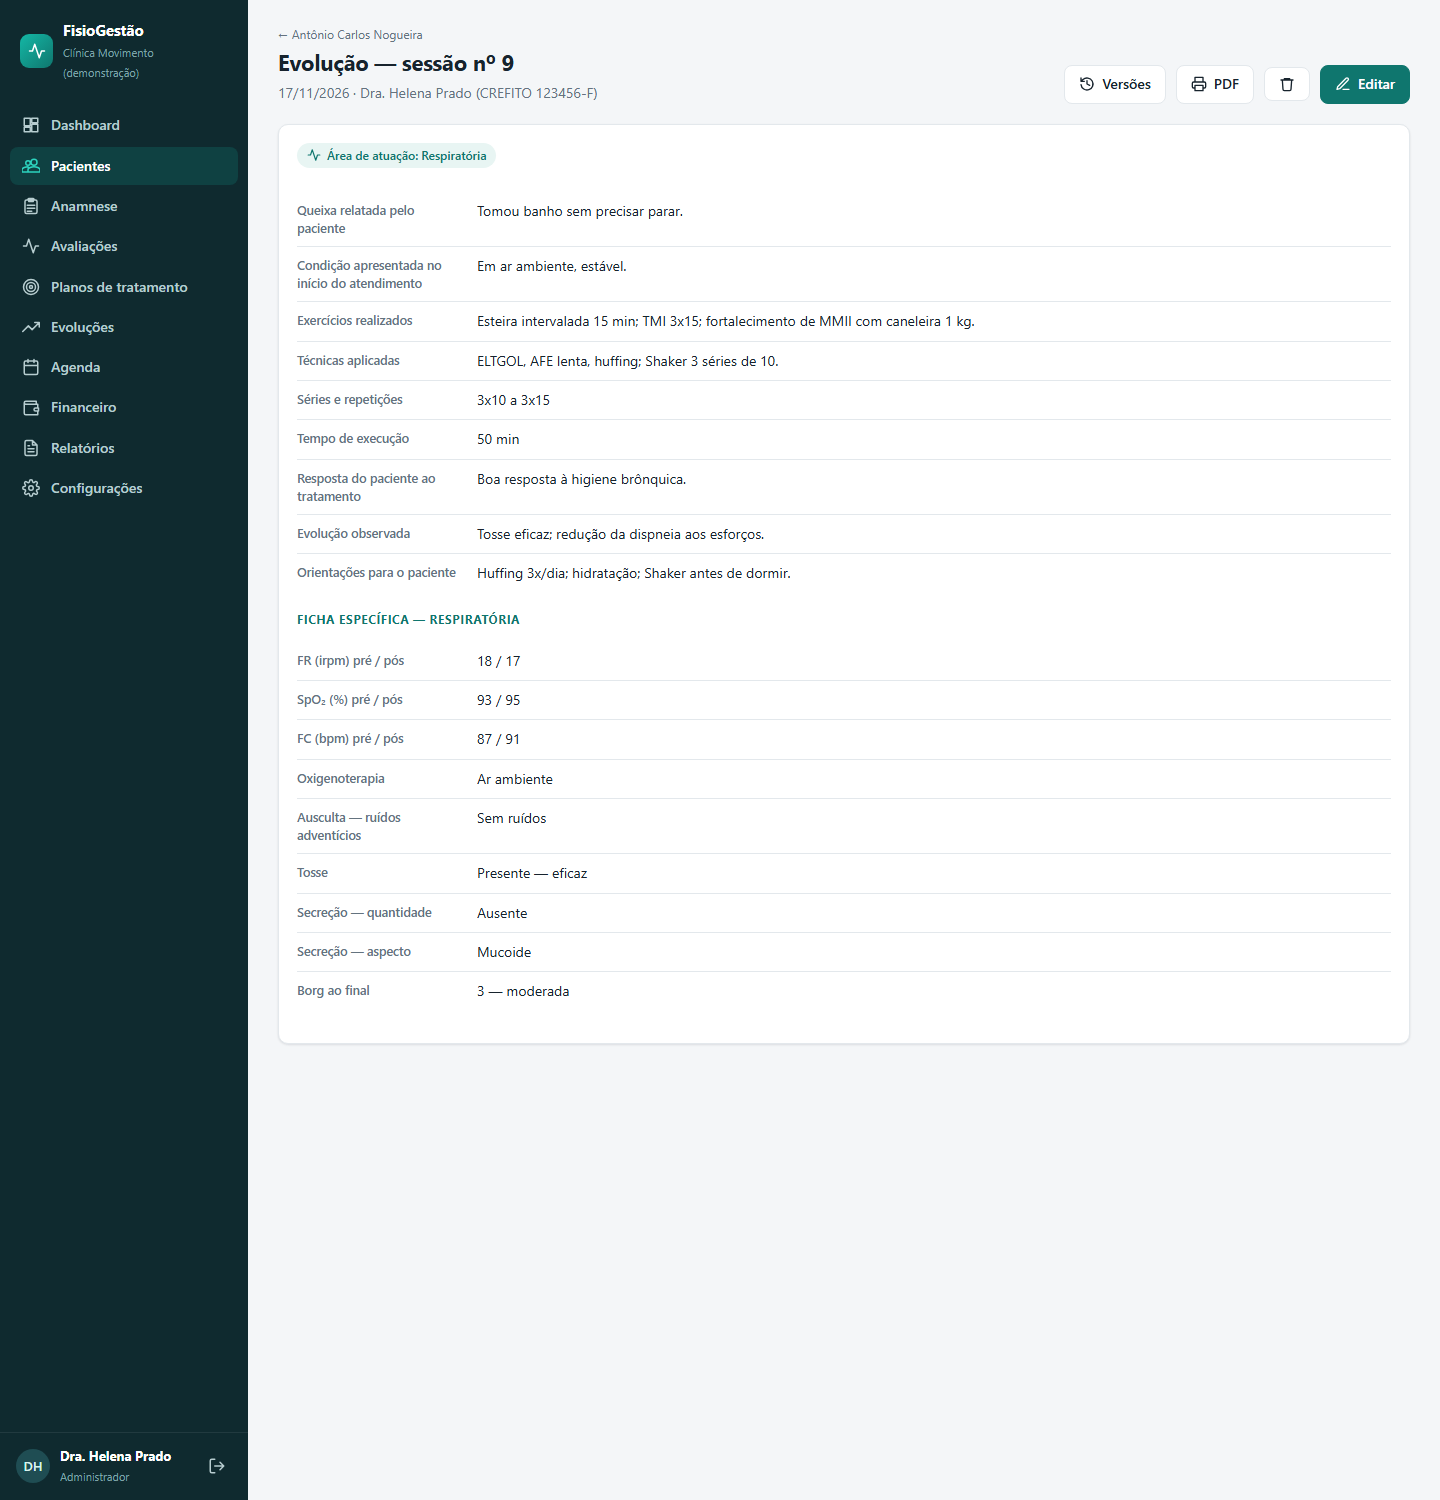 FisioGestão
Clínica Movimento
(demonstração)
Dashboard
Pacientes
Anamnese
Avaliações
Planos de tratamento
Evoluções
Agenda
Financeiro
Relatórios
Configurações
DH
Dra. Helena Prado
Administrador
← Antônio Carlos Nogueira
Evolução — sessão nº 9
17/11/2026 · Dra. Helena Prado (CREFITO 123456-F)
Versões
PDF
Editar
Área de atuação: Respiratória
Queixa relatada pelo
paciente
Tomou banho sem precisar parar.
Condição apresentada no
início do atendimento
Em ar ambiente, estável.
Exercícios realizados
Esteira intervalada 15 min; TMI 3x15; fortalecimento de MMII com caneleira 1 kg.
Técnicas aplicadas
ELTGOL, AFE lenta, huffing; Shaker 3 séries de 10.
Séries e repetições
3x10 a 3x15
Tempo de execução
50 min
Resposta do paciente ao
tratamento
Boa resposta à higiene brônquica.
Evolução observada
Tosse eficaz; redução da dispneia aos esforços.
Orientações para o paciente
Huffing 3x/dia; hidratação; Shaker antes de dormir.
FICHA ESPECÍFICA — RESPIRATÓRIA
FR (irpm) pré / pós
18 / 17
SpO₂ (%) pré / pós
93 / 95
FC (bpm) pré / pós
87 / 91
Oxigenoterapia
Ar ambiente
Ausculta — ruídos
adventícios
Sem ruídos
Tosse
Presente — eficaz
Secreção — quantidade
Ausente
Secreção — aspecto
Mucoide
Borg ao final
3 — moderada